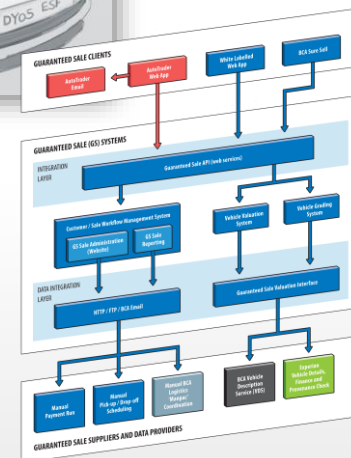 DYOS ESF
GUARANTEED SALE CLIENTS
AutoTrader
Email
AutoTrader
Web App
White Labelled
Web App
BCA Sure Sell
GUARANTEED SALE (GS) SYSTEMS
INTEGRATION
LAYER
Guaranteed Sale API (web services)
Customer / Sale Workflow Management System
GS Sale Administration
(Website)
GS Sale
Reporting
Vehicle Valuation
System
Vehicle Grading
System
DATA INTEGRATION
LAYER
HTTP / FTP / BCA Email
Guaranteed Sale Valuation Interface
Manual
Payment Run
Manual
Pick-up / Drop-off
Scheduling
Manual BCA
Logistics
Coordination
BCA Vehicle
Description
Service (VDS)
Experian
Vehicle Details,
Finance and
Provenance Check
GUARANTEED SALE SUPPLIERS AND DATA PROVIDERS